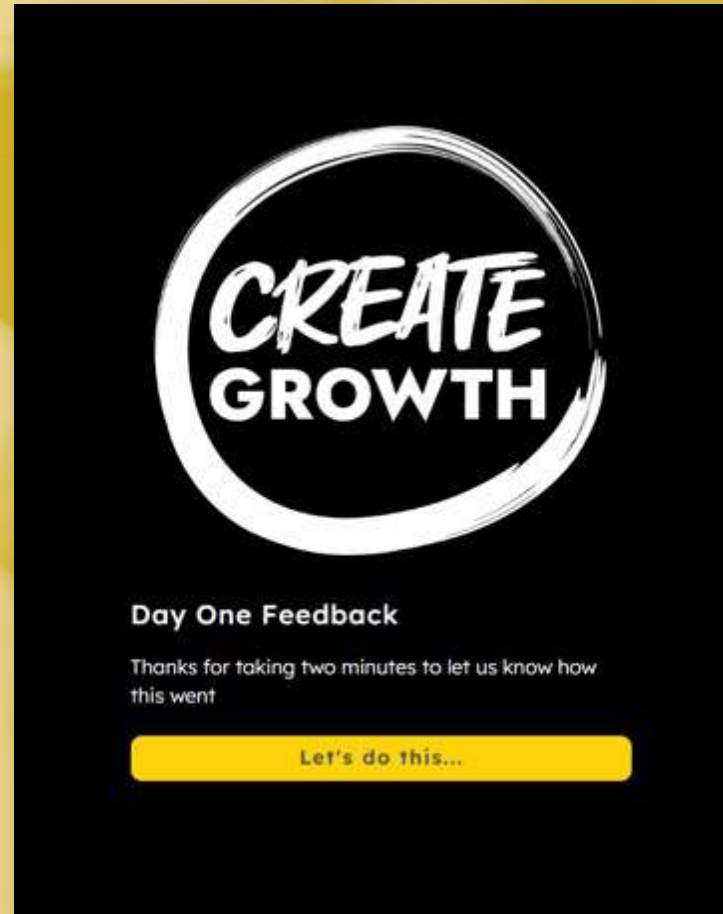 CREATE
GROWTH
Day One Feedback
Thanks for taking two minutes to let us know how
this went
Let's do this...